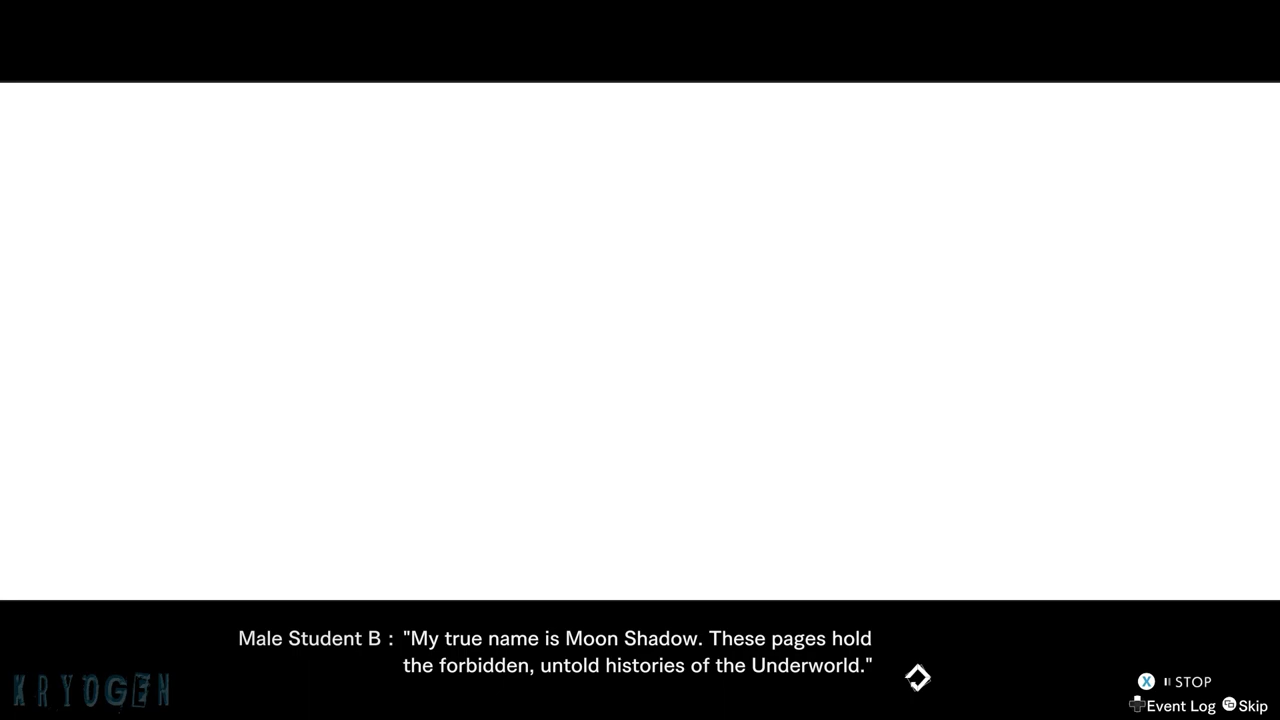 Male Student B : "My true name is Moon Shadow. These pages hold
the forbidden, untold histories of the Underworld."
KRYOGEN
X STOP
Event Log Skip